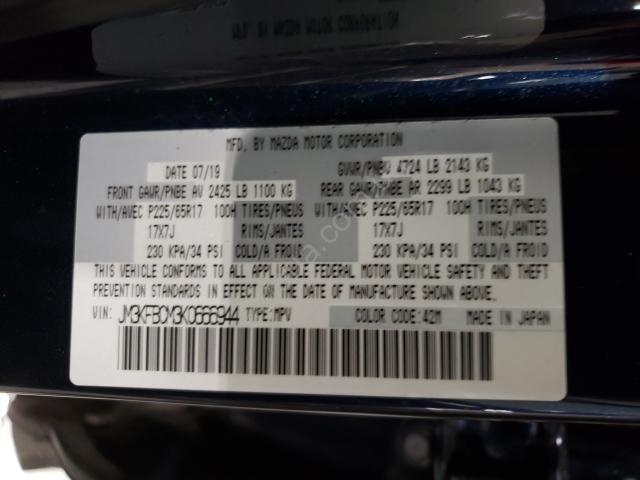 MFD. BY MAZDA MOTOR CORPORATION
DATE 07/19 GVWR/PNBV 4724 LB 2143 KG
FRONT GAWR/PNBE AV 2425 LB 1100 KG REAR GAWR/PNBE AR 2299 LB 1043 KG
WITH/AVEC P225/65R17 100H TIRES/PNEUS WITH/AVEC P225/65R17 100H TIRES/PNEUS
17X7J RIMS/JANTES 17X7J RIMS/JANTES
230 KPA/34 PSI COLD/A FROID 230 KPA/34 PSI COLD/A FROID
THIS VEHICLE CONFORMS TO ALL APPLICABLE FEDERAL MOTOR VEHICLE SAFETY AND THEFT
PREVENTION STANDARDS IN EFFECT ON THE DATE OF MANUFACTURE SHOWN ABOVE.
VIN: JM3KFBCM3K0666944 TYPE:MPV COLOR CODE:42M MADE IN JAPAN